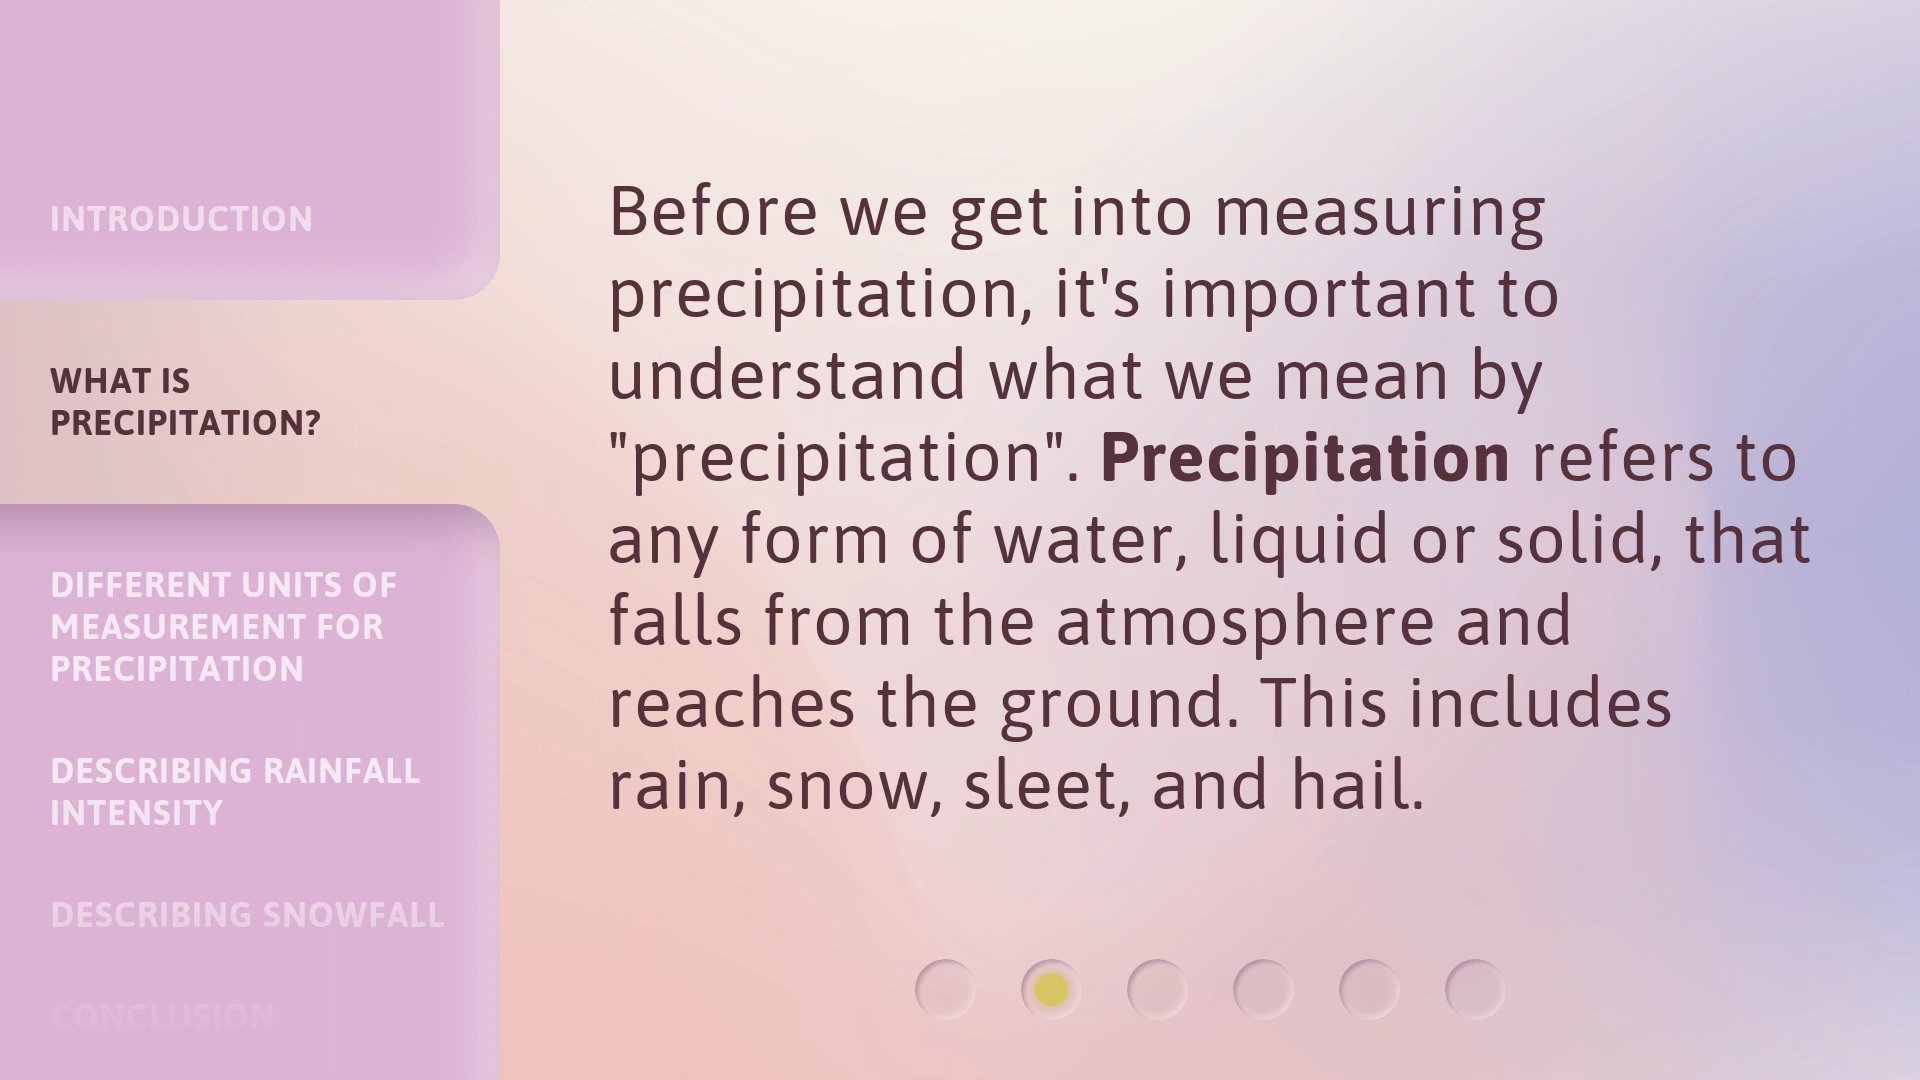 INTRODUCTION
WHAT IS
PRECIPITATION?
DIFFERENT UNITS OF
MEASUREMENT FOR
PRECIPITATION
DESCRIBING RAINFALL
INTENSITY
DESCRIBING SNOWFALL
CONCLUSION
Before we get into measuring
precipitation, it's important to
understand what we mean by
"precipitation". Precipitation refers to
any form of water, liquid or solid, that
falls from the atmosphere and
reaches the ground. This includes
rain, snow, sleet, and hail.